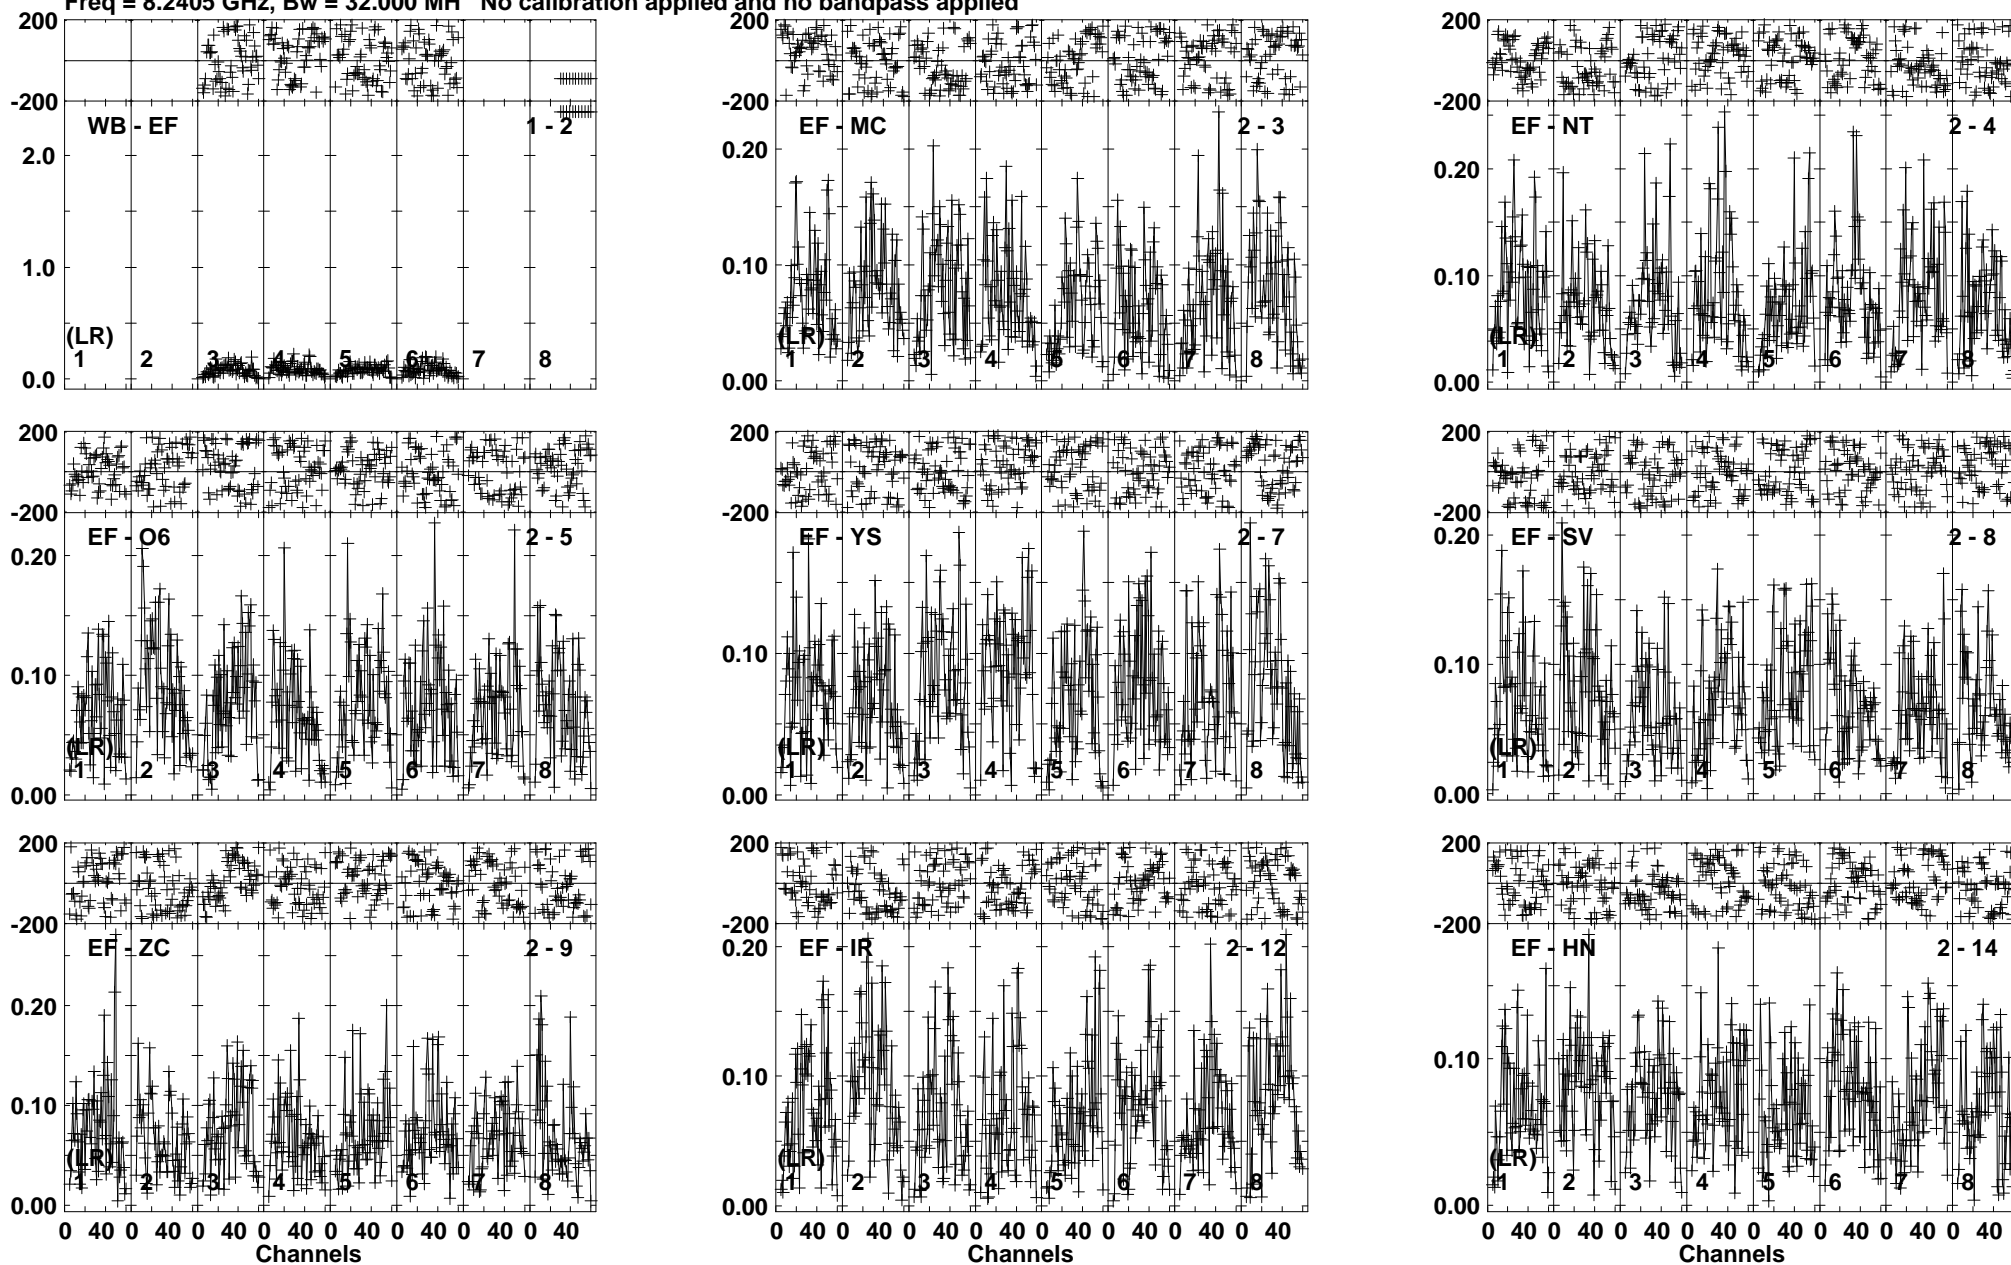 Freq = 8.2405 GHz, Bw = 32.000 MH No calibration applied and no bandpass applied
200
-200
WB - EF 1 - 2
2.0
1.0
0.0
(LR)
1 2 3 4 5 6 7 8
EF - MC 2 - 3
0.20
0.10
0.00
(LR)
1 2 3 4 5 6 7 8
200
-200
EF - NT 2 - 4
0.20
0.10
0.00
(LR)
1 2 3 4 5 6 7 8
200
-200
EF - O6 2 - 5
0.20
0.10
0.00
(LR)
1 2 3 4 5 6 7 8
200
-200
EF - YS 2 - 7
0.10
0.00
(LR)
1 2 3 4 5 6 7 8
200
-200
EF - SV 2 - 8
0.20
0.10
0.00
(LR)
1 2 3 4 5 6 7 8
200
-200
EF - ZC 2 - 9
0.20
0.10
0.00
(LR)
1 2 3 4 5 6 7 8
0 40 0 40 0 40 0 40 0 40 0 40 0 40 0 40
Channels
200
-200
EF - IR 2 - 12
0.20
0.10
0.00
(LR)
1 2 3 4 5 6 7 8
0 40 0 40 0 40 0 40 0 40 0 40 0 40 0 40
200
-200
EF - HN 2 - 14
0.10
0.00
(LR)
1 2 3 4 5 6 7 8
0 40 0 40 0 40 0 40 0 40 0 40 0 40 0 40
Channels